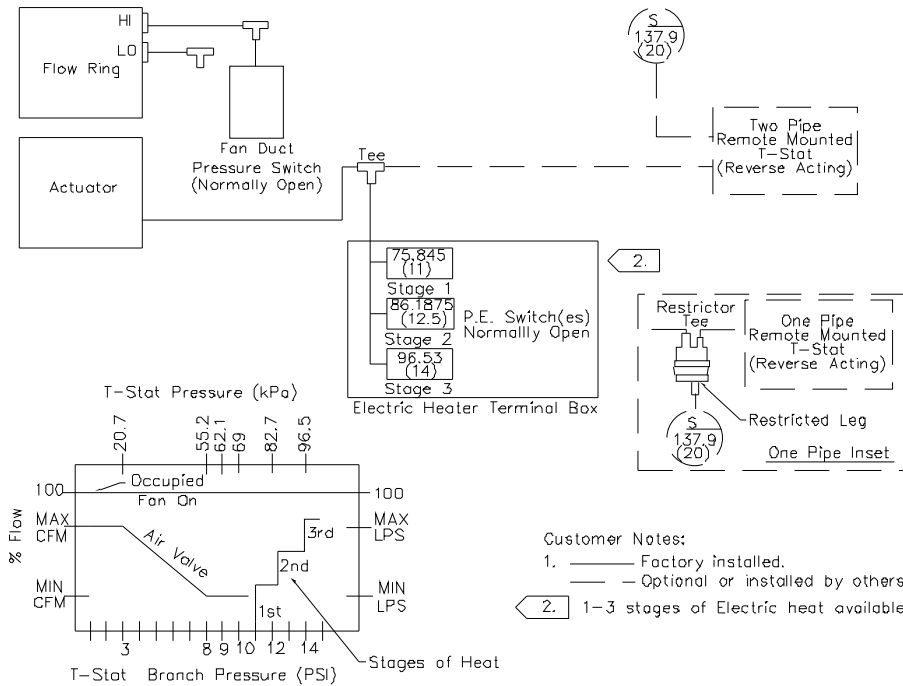 HI
LO
Flow Ring
Fan Duct
Pressure Switch
(Normally Open)
S
137.9
(20)
Two Pipe
Remote Mounted
T-Stat
(Reverse Acting)
Actuator
Tee
75.845
(11)
Stage 1
86.1875
(12.5)
Stage 2
96.53
(14)
Stage 3
P.E. Switch(es)
Normallly Open
Electric Heater Terminal Box
2.
Restrictor
Tee
One Pipe
Remote Mounted
T-Stat
(Reverse Acting)
Restricted Leg
S
137.9
(20)
One Pipe Inset
T-Stat Pressure (kPa)
20.7
55.2
62.1
69
82.7
96.5
100
Occupied
Fan On
100
% Flow
MAX
CFM
MAX
LPS
Air Valve
3rd
2nd
1st
MIN
CFM
MIN
LPS
3 8 9 10 12 14
T-Stat Branch Pressure (PSI)
Stages of Heat
Customer Notes:
1. Factory installed.
Optional or installed by others
2. 1-3 stages of Electric heat available